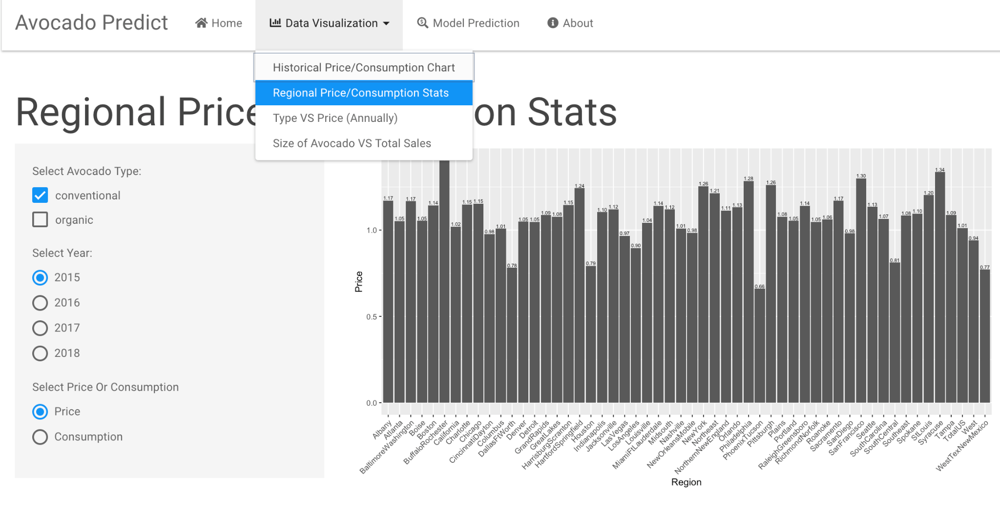 Avocado Predict Home Data Visualization Model Prediction About
Historical Price/Consumption Chart
Regional Price/Consumption Stats
Type VS Price (Annually)
Size of Avocado VS Total Sales
Regional Price on Stats
Select Avocado Type:
conventional
organic
Select Year:
2015
2016
2017
2018
Select Price Or Consumption
Price
Consumption
Price
1.0
0.5
0.0
1.17 1.05 1.17 1.05 1.14 1.02 1.15 1.15 0.98 1.01 0.78 1.05 1.05 1.09 1.08 1.15 1.24 0.79 1.10 1.12 0.97 0.90 1.04 1.14 1.12 1.01 0.98 1.26 1.21 1.11 1.13 1.28 0.66 1.26 1.08 1.05 1.14 1.05 1.06 1.17 0.98 1.30 1.13 1.07 0.81 1.08 1.10 1.20 1.34 1.09 1.01 0.94 0.77
Albany
Atlanta
BaltimoreWashington
Boise
Boston
BuffaloRochester
California
Charlotte
Chicago
CincinnatiDayton
Columbus
DallasFtWorth
Denver
Detroit
GrandRapids
GreatLakes
HarrisburgScranton
HartfordSpringfield
Houston
Indianapolis
Jacksonville
LasVegas
LosAngeles
Louisville
MiamiFtLauderdale
Midsouth
Nashville
NewOrleansMobile
NewYork
Northeast
NorthernNewEngland
Orlando
Philadelphia
PhoenixTucson
Pittsburgh
Plains
Portland
RaleighGreensboro
RichmondNorfolk
Roanoke
Sacramento
SanDiego
SanFrancisco
Seattle
SouthCarolina
SouthCentral
Southeast
Spokane
StLouis
Syracuse
Tampa
TotalUS
West
WestTexNewMexico
Region